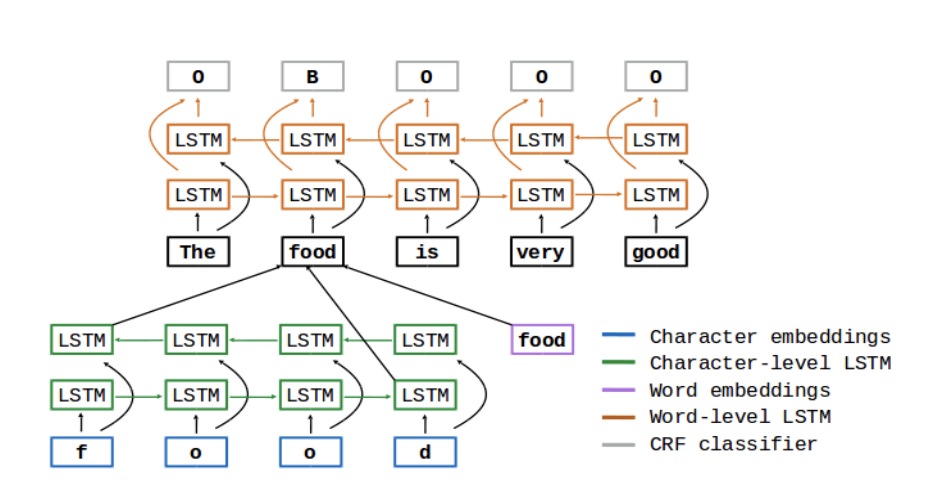 O B O O O
LSTM LSTM LSTM LSTM LSTM
LSTM LSTM LSTM LSTM LSTM
The food is very good
LSTM LSTM LSTM LSTM food
LSTM LSTM LSTM LSTM
f o o d
Character embeddings
Character-level LSTM
Word embeddings
Word-level LSTM
CRF classifier